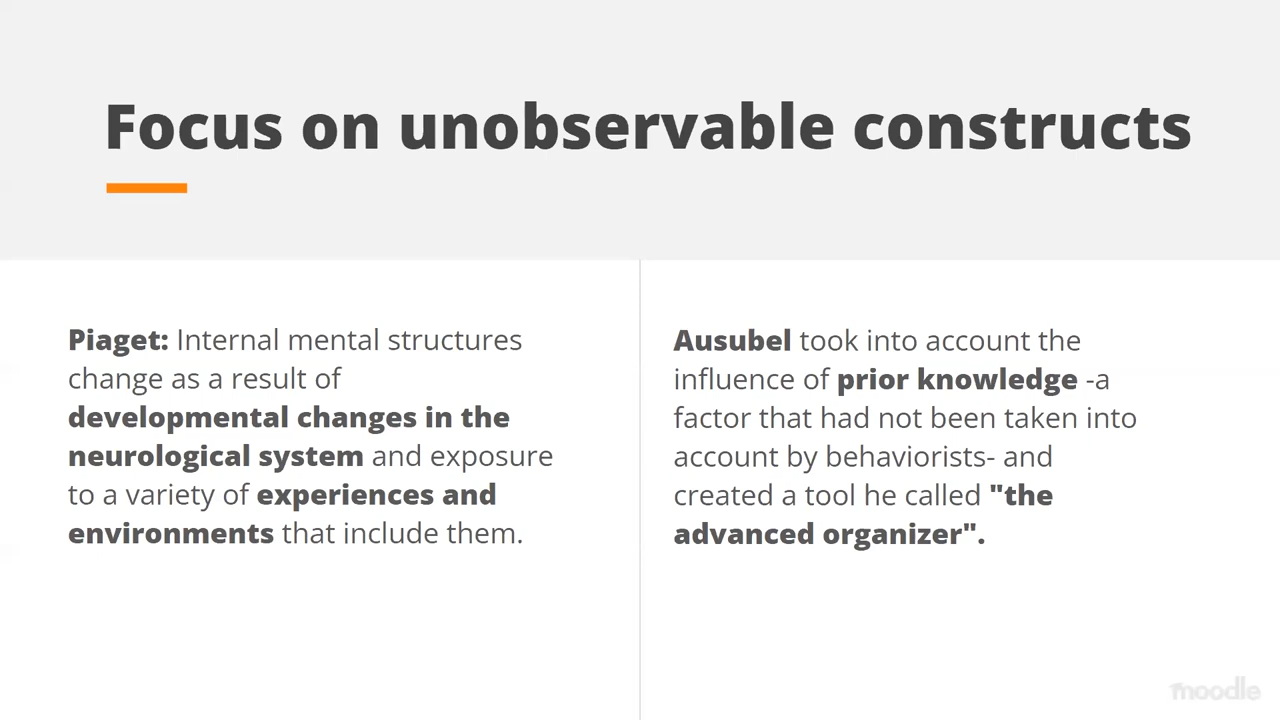 Focus on unobservable constructs
Piaget: Internal mental structures
change as a result of
developmental changes in the
neurological system and exposure
to a variety of experiences and
environments that include them.
Ausubel took into account the
influence of prior knowledge -a
factor that had not been taken into
account by behaviorists- and
created a tool he called "the
advanced organizer".
moodle